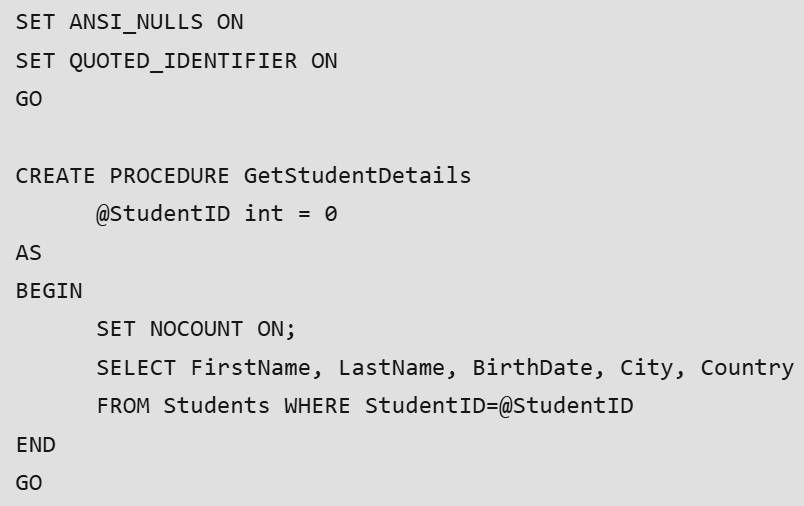 SET ANSI_NULLS ON
SET QUOTED_IDENTIFIER ON
GO
CREATE PROCEDURE GetStudentDetails
@StudentID int = 0
AS
BEGIN
SET NOCOUNT ON;
SELECT FirstName, LastName, BirthDate, City, Country
FROM Students WHERE StudentID=@StudentID
END
GO